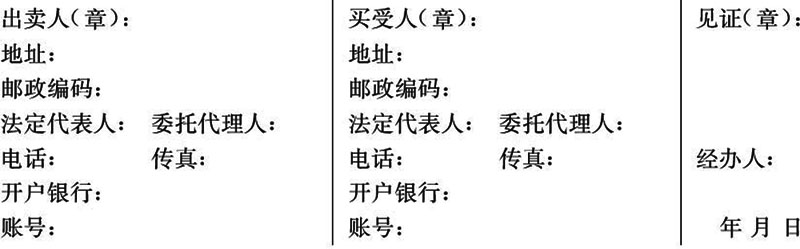 出卖人（章）：
地址：
邮政编码：
法定代表人： 委托代理人：
电话： 传真：
开户银行：
账号：
买受人（章）：
地址：
邮政编码：
法定代表人： 委托代理人：
电话： 传真：
开户银行：
账号：
见证（章）：
经办人：
年 月 日